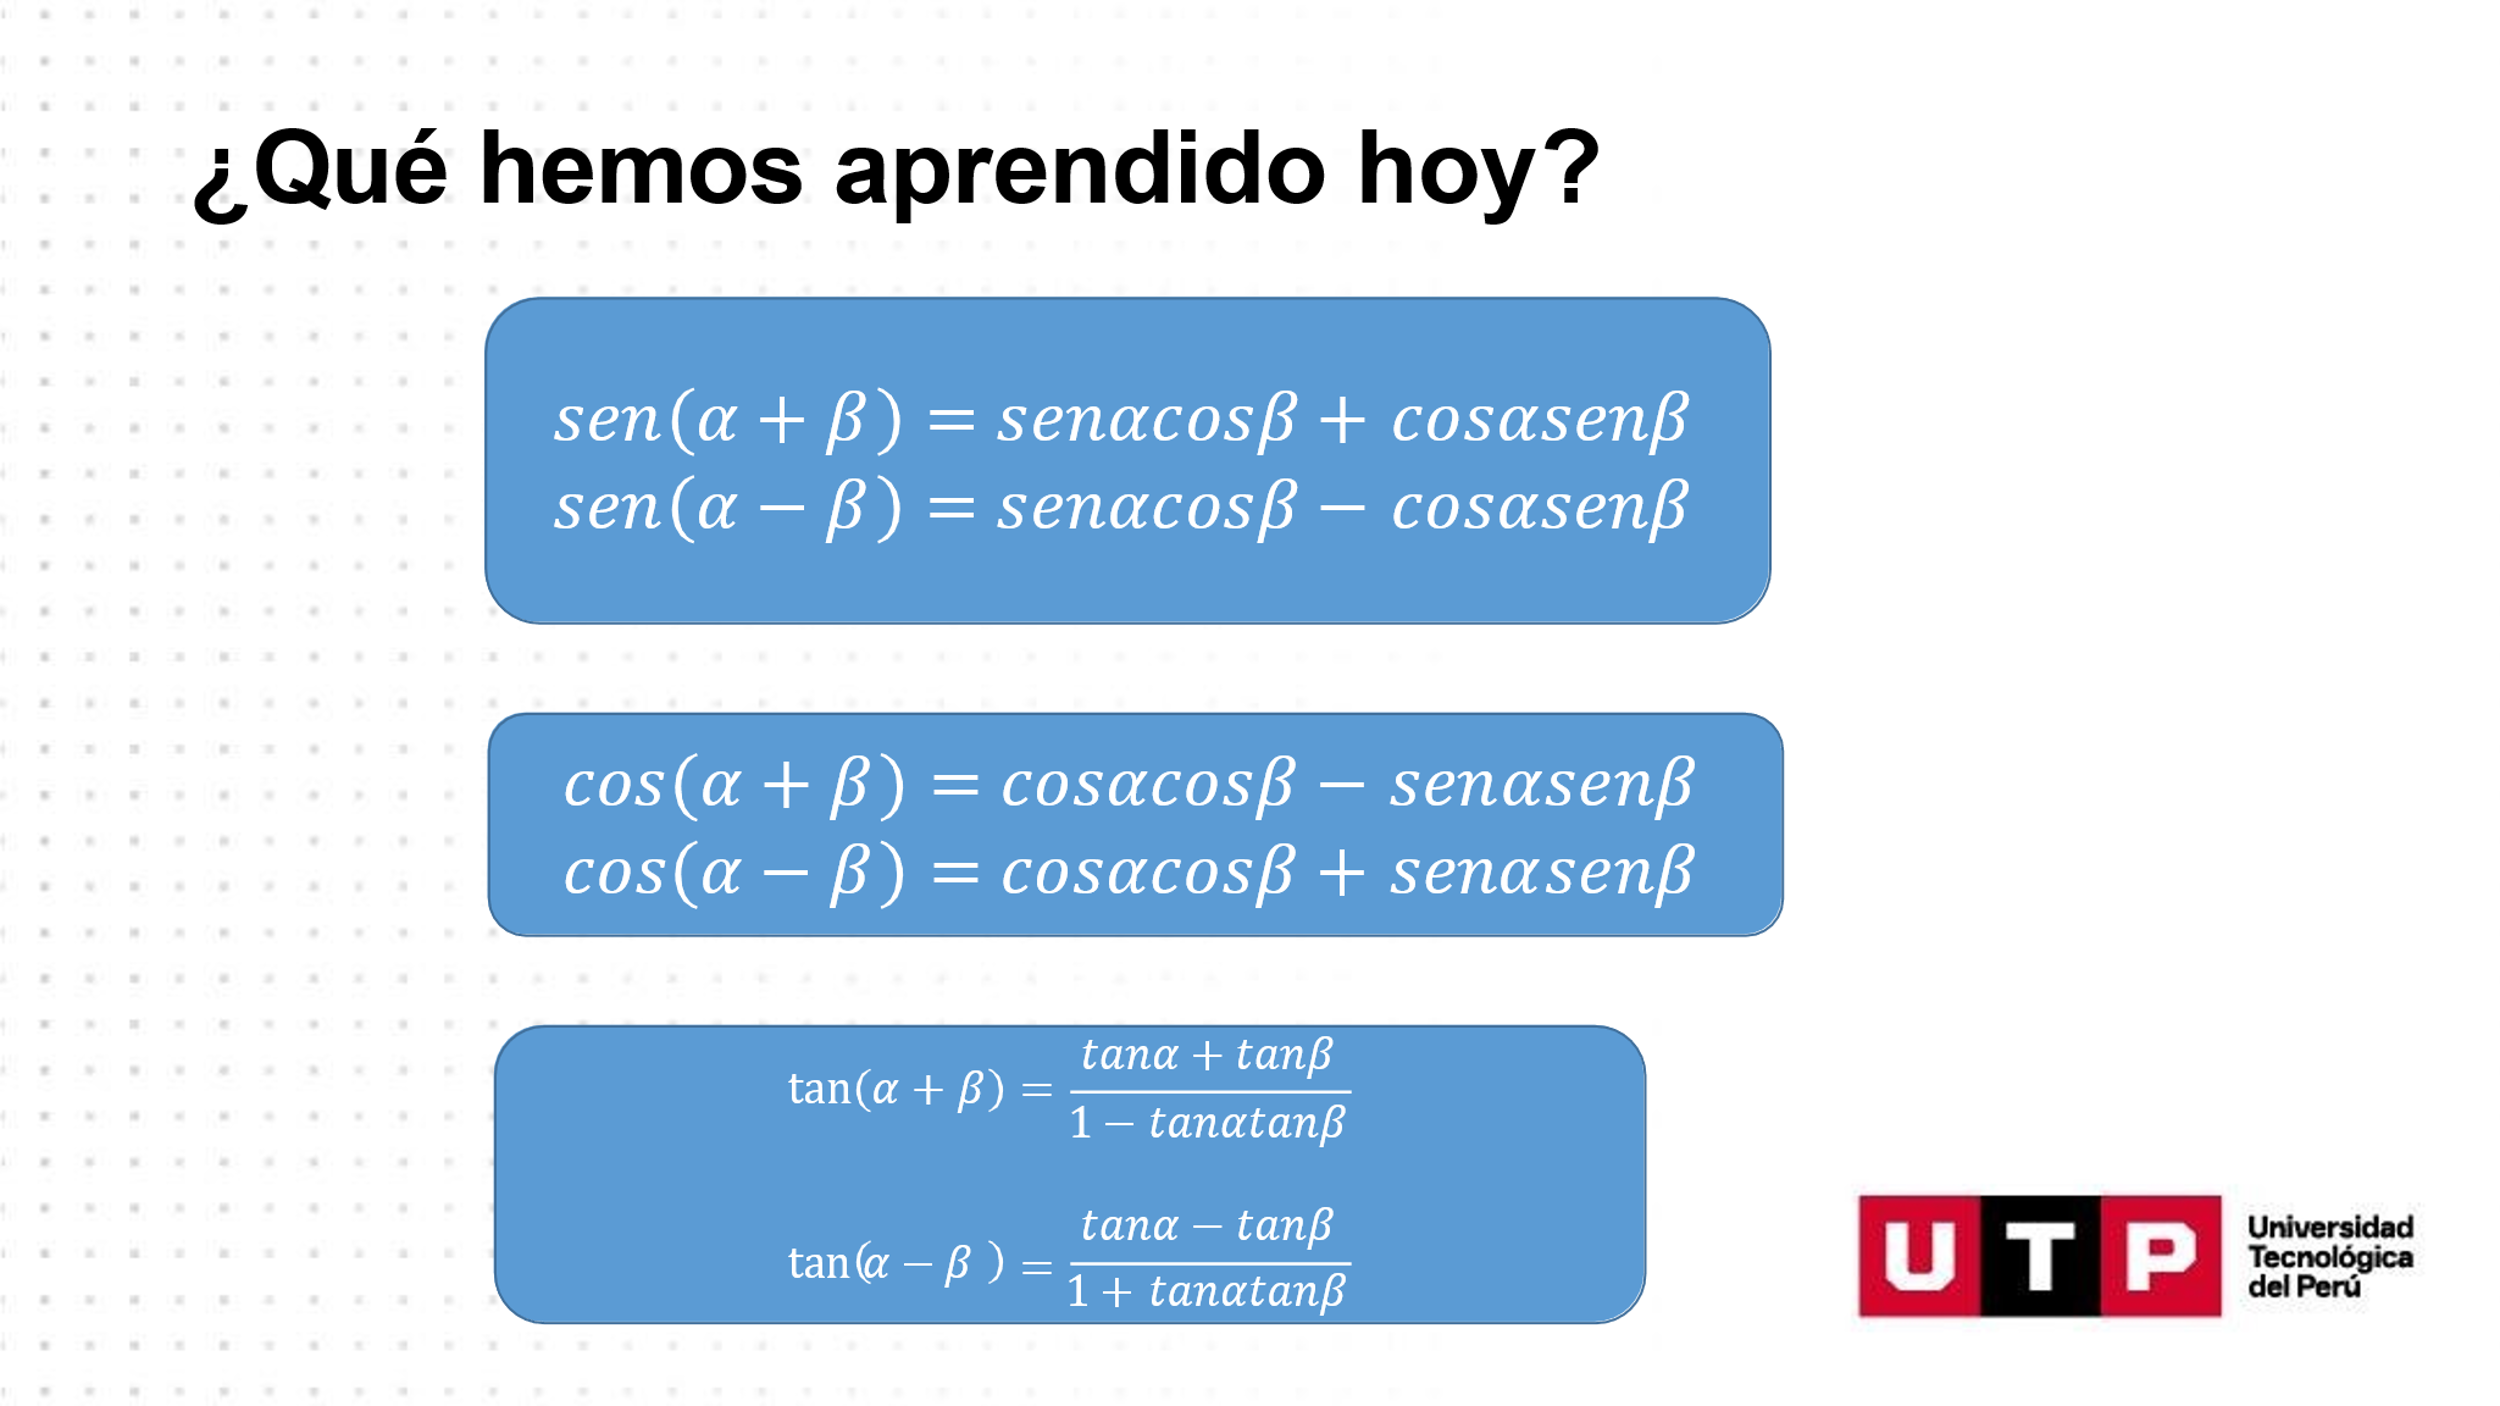 ¿Qué hemos aprendido hoy?
sen(α + β) = senαcosβ + cosαsenβ
sen(α − β) = senαcosβ − cosαsenβ
cos(α + β) = cosαcosβ − senαsenβ
cos(α − β) = cosαcosβ + senαsenβ
tan(α + β) = (tanα + tanβ)/(1 − tanαtanβ)
tan(α − β ) = (tanα − tanβ)/(1 + tanαtanβ)
UTP
Universidad
Tecnológica
del Perú